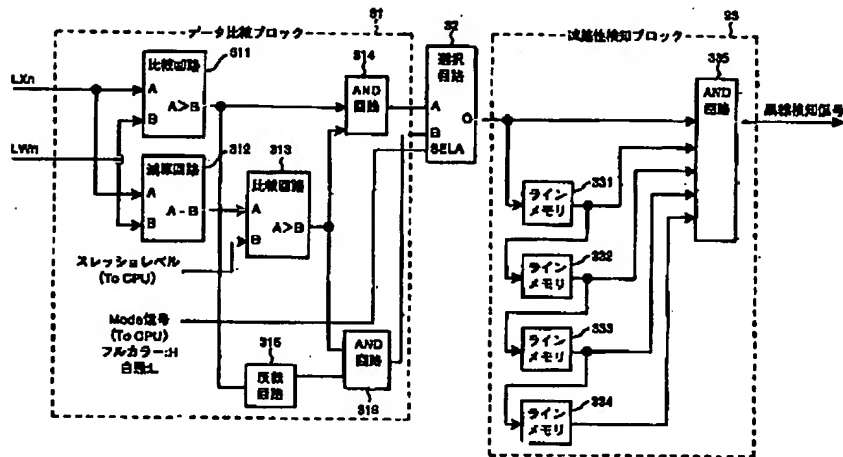 31
データ比較ブロック
311
比較回路
A
B
A>B
LXn
LWn
312
減算回路
A
B
A - B
313
比較回路
A
B
A>B
314
AND
回路
32
選択
回路
A
B
O
SELA
スレッショレベル
(To CPU)
Mode信号
(To CPU)
フルカラー:H
白黒:L
315
反転
回路
AND
回路
316
33
連続性検知ブロック
335
AND
回路
黒線検知信号
331
ライン
メモリ
332
ライン
メモリ
333
ライン
メモリ
334
ライン
メモリ